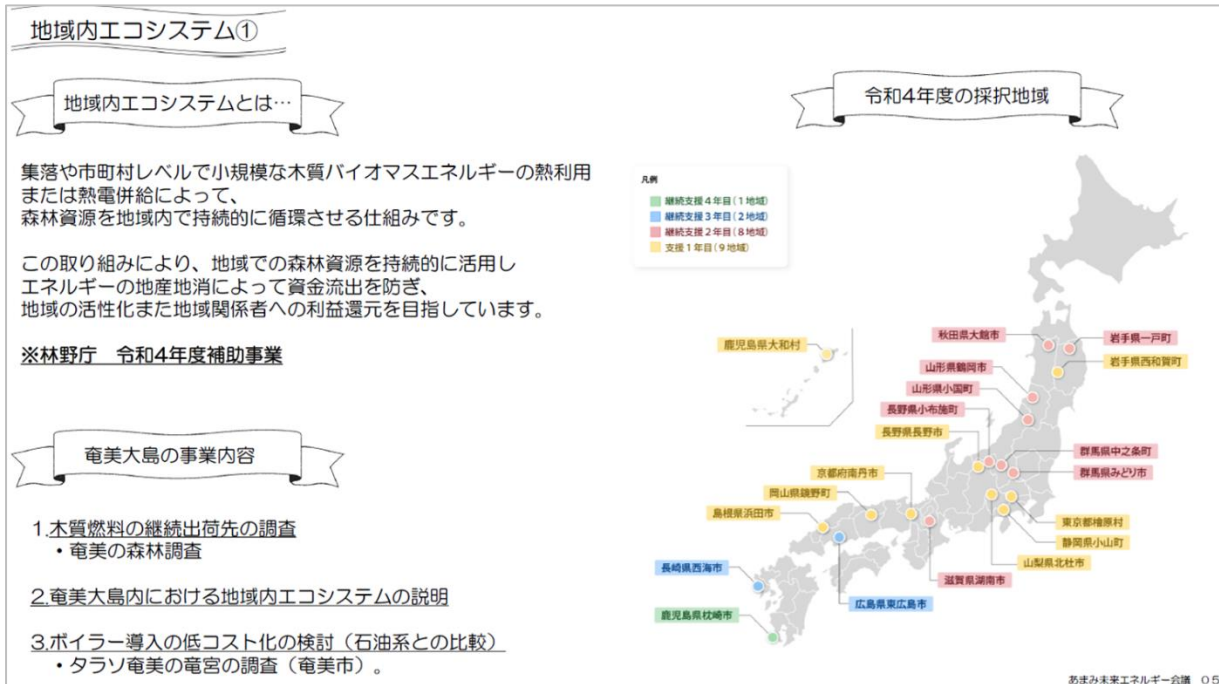 地域内エコシステム①
地域内エコシステムとは…
集落や市町村レベルで小規模な木質バイオマスエネルギーの熱利用
または熱電併給によって、
森林資源を地域内で持続的に循環させる仕組みです。
この取り組みにより、地域での森林資源を持続的に活用し
エネルギーの地産地消によって資金流出を防ぎ、
地域の活性化また地域関係者への利益還元を目指しています。
※林野庁　令和4年度補助事業
奄美大島の事業内容
1.木質燃料の継続出荷先の調査
・奄美の森林調査
2.奄美大島内における地域内エコシステムの説明
3.ボイラー導入の低コスト化の検討（石油系との比較）
・タラソ奄美の竜宮の調査（奄美市）。
令和4年度の採択地域
凡例
継続支援4年目（1地域）
継続支援3年目（2地域）
継続支援2年目（8地域）
支援1年目（9地域）
鹿児島県大和村
秋田県大館市
岩手県一戸町
岩手県西和賀町
山形県鶴岡市
山形県小国町
長野県小布施町
長野県長野市
群馬県中之条町
群馬県みどり市
京都府南丹市
岡山県鏡野町
島根県浜田市
東京都檜原村
静岡県小山町
山梨県北杜市
長崎県西海市
滋賀県湖南市
広島県東広島市
鹿児島県枕崎市
あまみ未来エネルギー会議　05